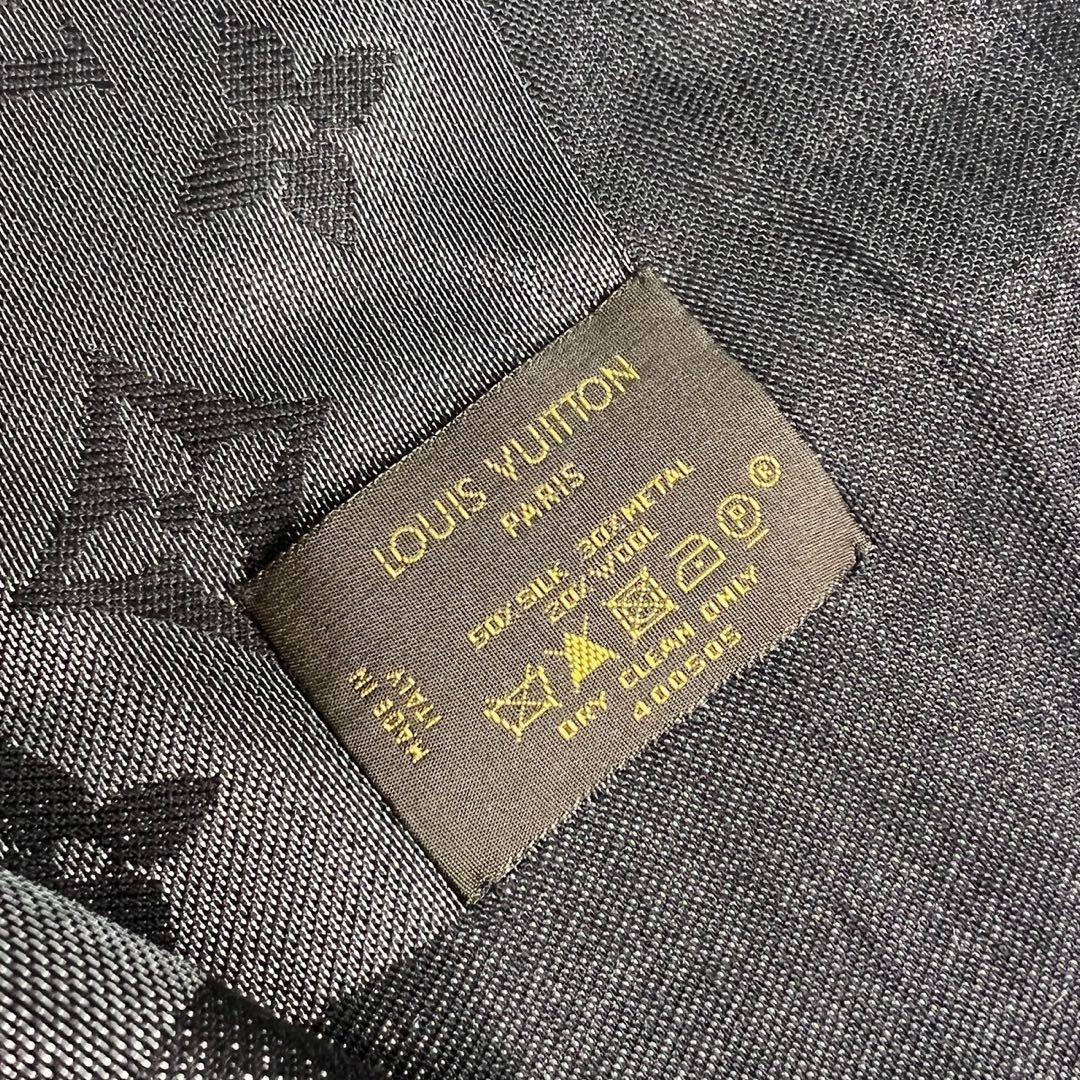 LOUIS VUITTON
PARIS
50% SILK 30% METAL
20% WOOL
P
®
DRY CLEAN ONLY
400505
MADE IN
ITALY